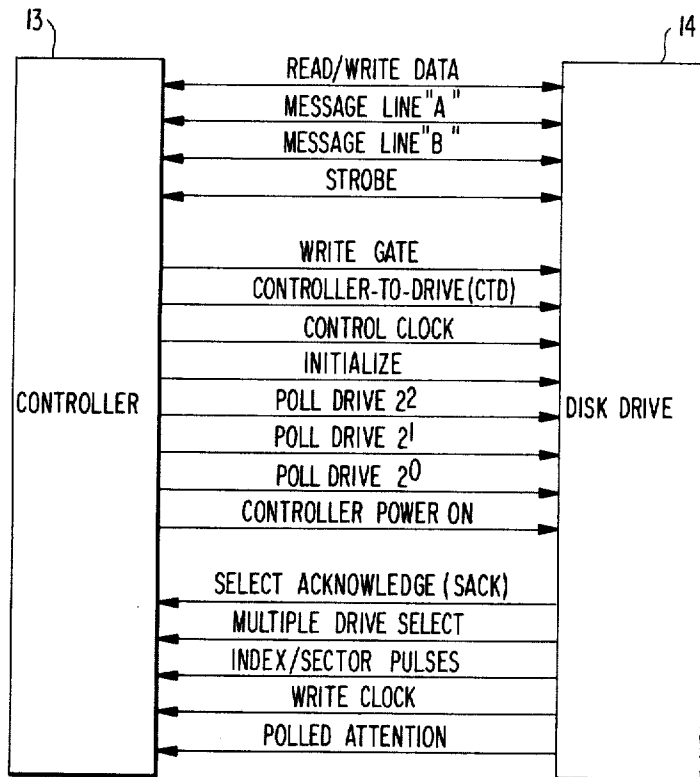 13
14
READ/WRITE DATA
MESSAGE LINE "A"
MESSAGE LINE "B"
STROBE
WRITE GATE
CONTROLLER-TO-DRIVE (CTD)
CONTROL CLOCK
INITIALIZE
CONTROLLER
POLL DRIVE 2²
DISK DRIVE
POLL DRIVE 2¹
POLL DRIVE 2⁰
CONTROLLER POWER ON
SELECT ACKNOWLEDGE (SACK)
MULTIPLE DRIVE SELECT
INDEX/SECTOR PULSES
WRITE CLOCK
POLLED ATTENTION